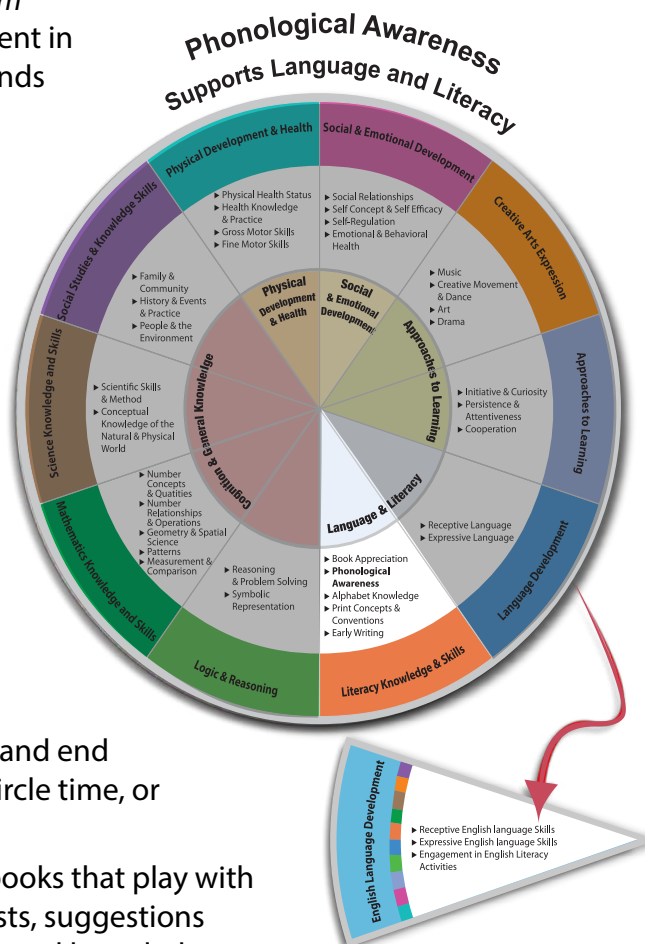 m
ent in
nds
Phonological Awareness
Supports Language and Literacy
Physical Development & Health
▶ Physical Health Status
▶ Health Knowledge
& Practice
▶ Gross Motor Skills
▶ Fine Motor Skills
Social & Emotional Development
▶ Social Relationships
▶ Self Concept & Self Efficacy
▶ Self-Regulation
▶ Emotional & Behavioral
Health
Creative Arts Expression
▶ Music
▶ Creative Movement
& Dance
▶ Art
▶ Drama
Approaches to Learning
▶ Initiative & Curiosity
▶ Persistence &
Attentiveness
▶ Cooperation
Language Development
▶ Receptive Language
▶ Expressive Language
Literacy Knowledge & Skills
▶ Book Appreciation
▶ Phonological
Awareness
▶ Alphabet Knowledge
▶ Print Concepts &
Conventions
▶ Early Writing
Logic & Reasoning
▶ Reasoning
& Problem Solving
▶ Symbolic
Representation
Mathematics Knowledge and Skills
▶ Number
Concepts
& Quatities
▶ Number
Relationships
& Operations
▶ Geometry & Spatial
Science
▶ Patterns
▶ Measurement &
Comparison
Science Knowledge and Skills
▶ Scientific Skills
& Method
▶ Conceptual
Knowledge of the
Natural & Physical
World
Social Studies & Knowledge Skills
▶ Family &
Community
▶ History & Events
& Practice
▶ People & the
Environment
Physical
Development
& Health
Social
& Emotional
Development
Approaches to Learning
Language & Literacy
Cognition & General Knowledge
English Language Development
▶ Receptive English language Skills
▶ Expressive English language Skills
▶ Engagement in English Literacy
Activities
and end
ircle time, or
ooks that play with
sts, suggestions